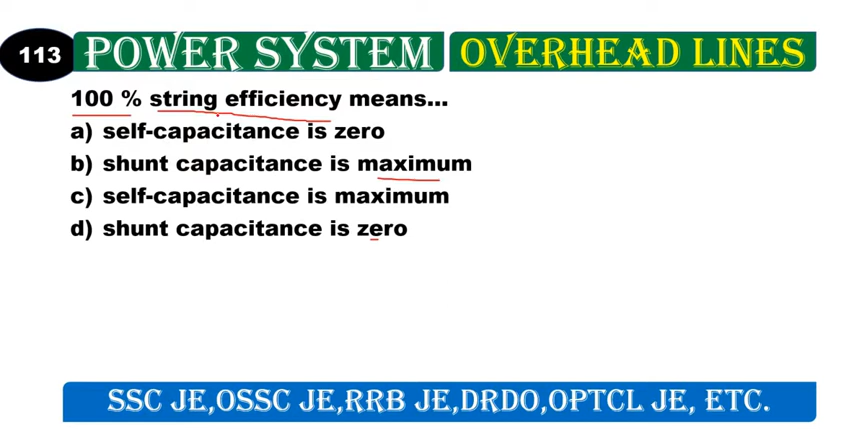 113 POWER SYSTEM OVERHEAD LINES
100 % string efficiency means...
a) self-capacitance is zero
b) shunt capacitance is maximum
c) self-capacitance is maximum
d) shunt capacitance is zero
SSC JE,OSSC JE,RRB JE,DRDO,OPTCL JE, ETC.